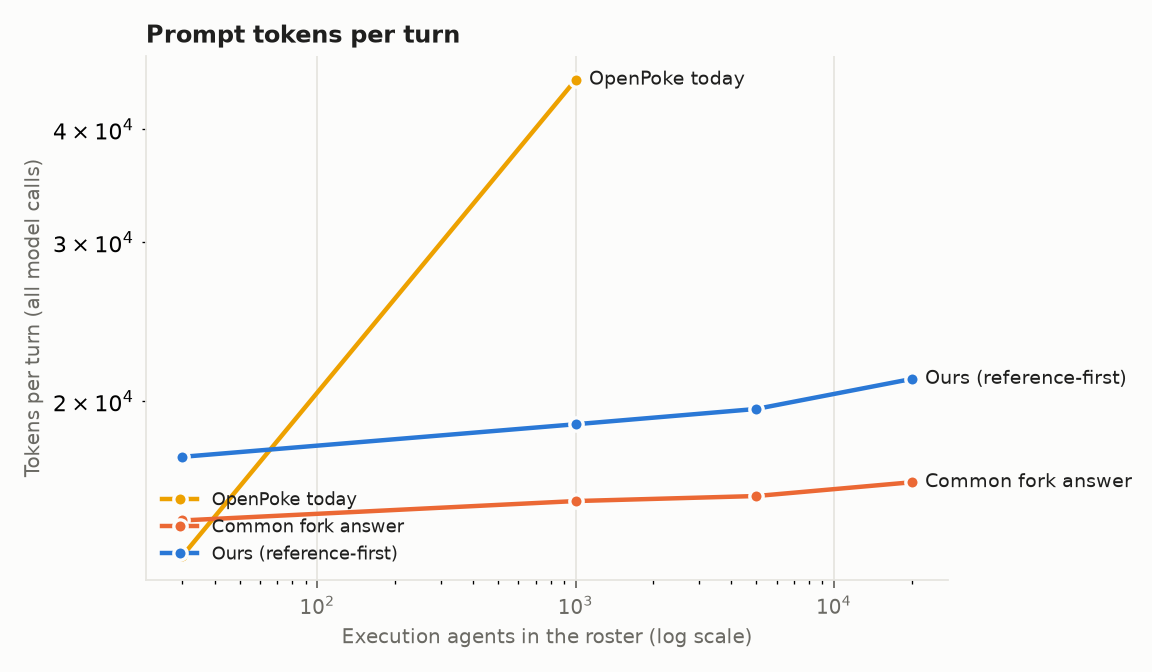 Prompt tokens per turn
OpenPoke today
4 × 10⁴
3 × 10⁴
2 × 10⁴
Tokens per turn (all model calls)
Ours (reference-first)
Common fork answer
OpenPoke today
Common fork answer
Ours (reference-first)
10² 10³ 10⁴
Execution agents in the roster (log scale)